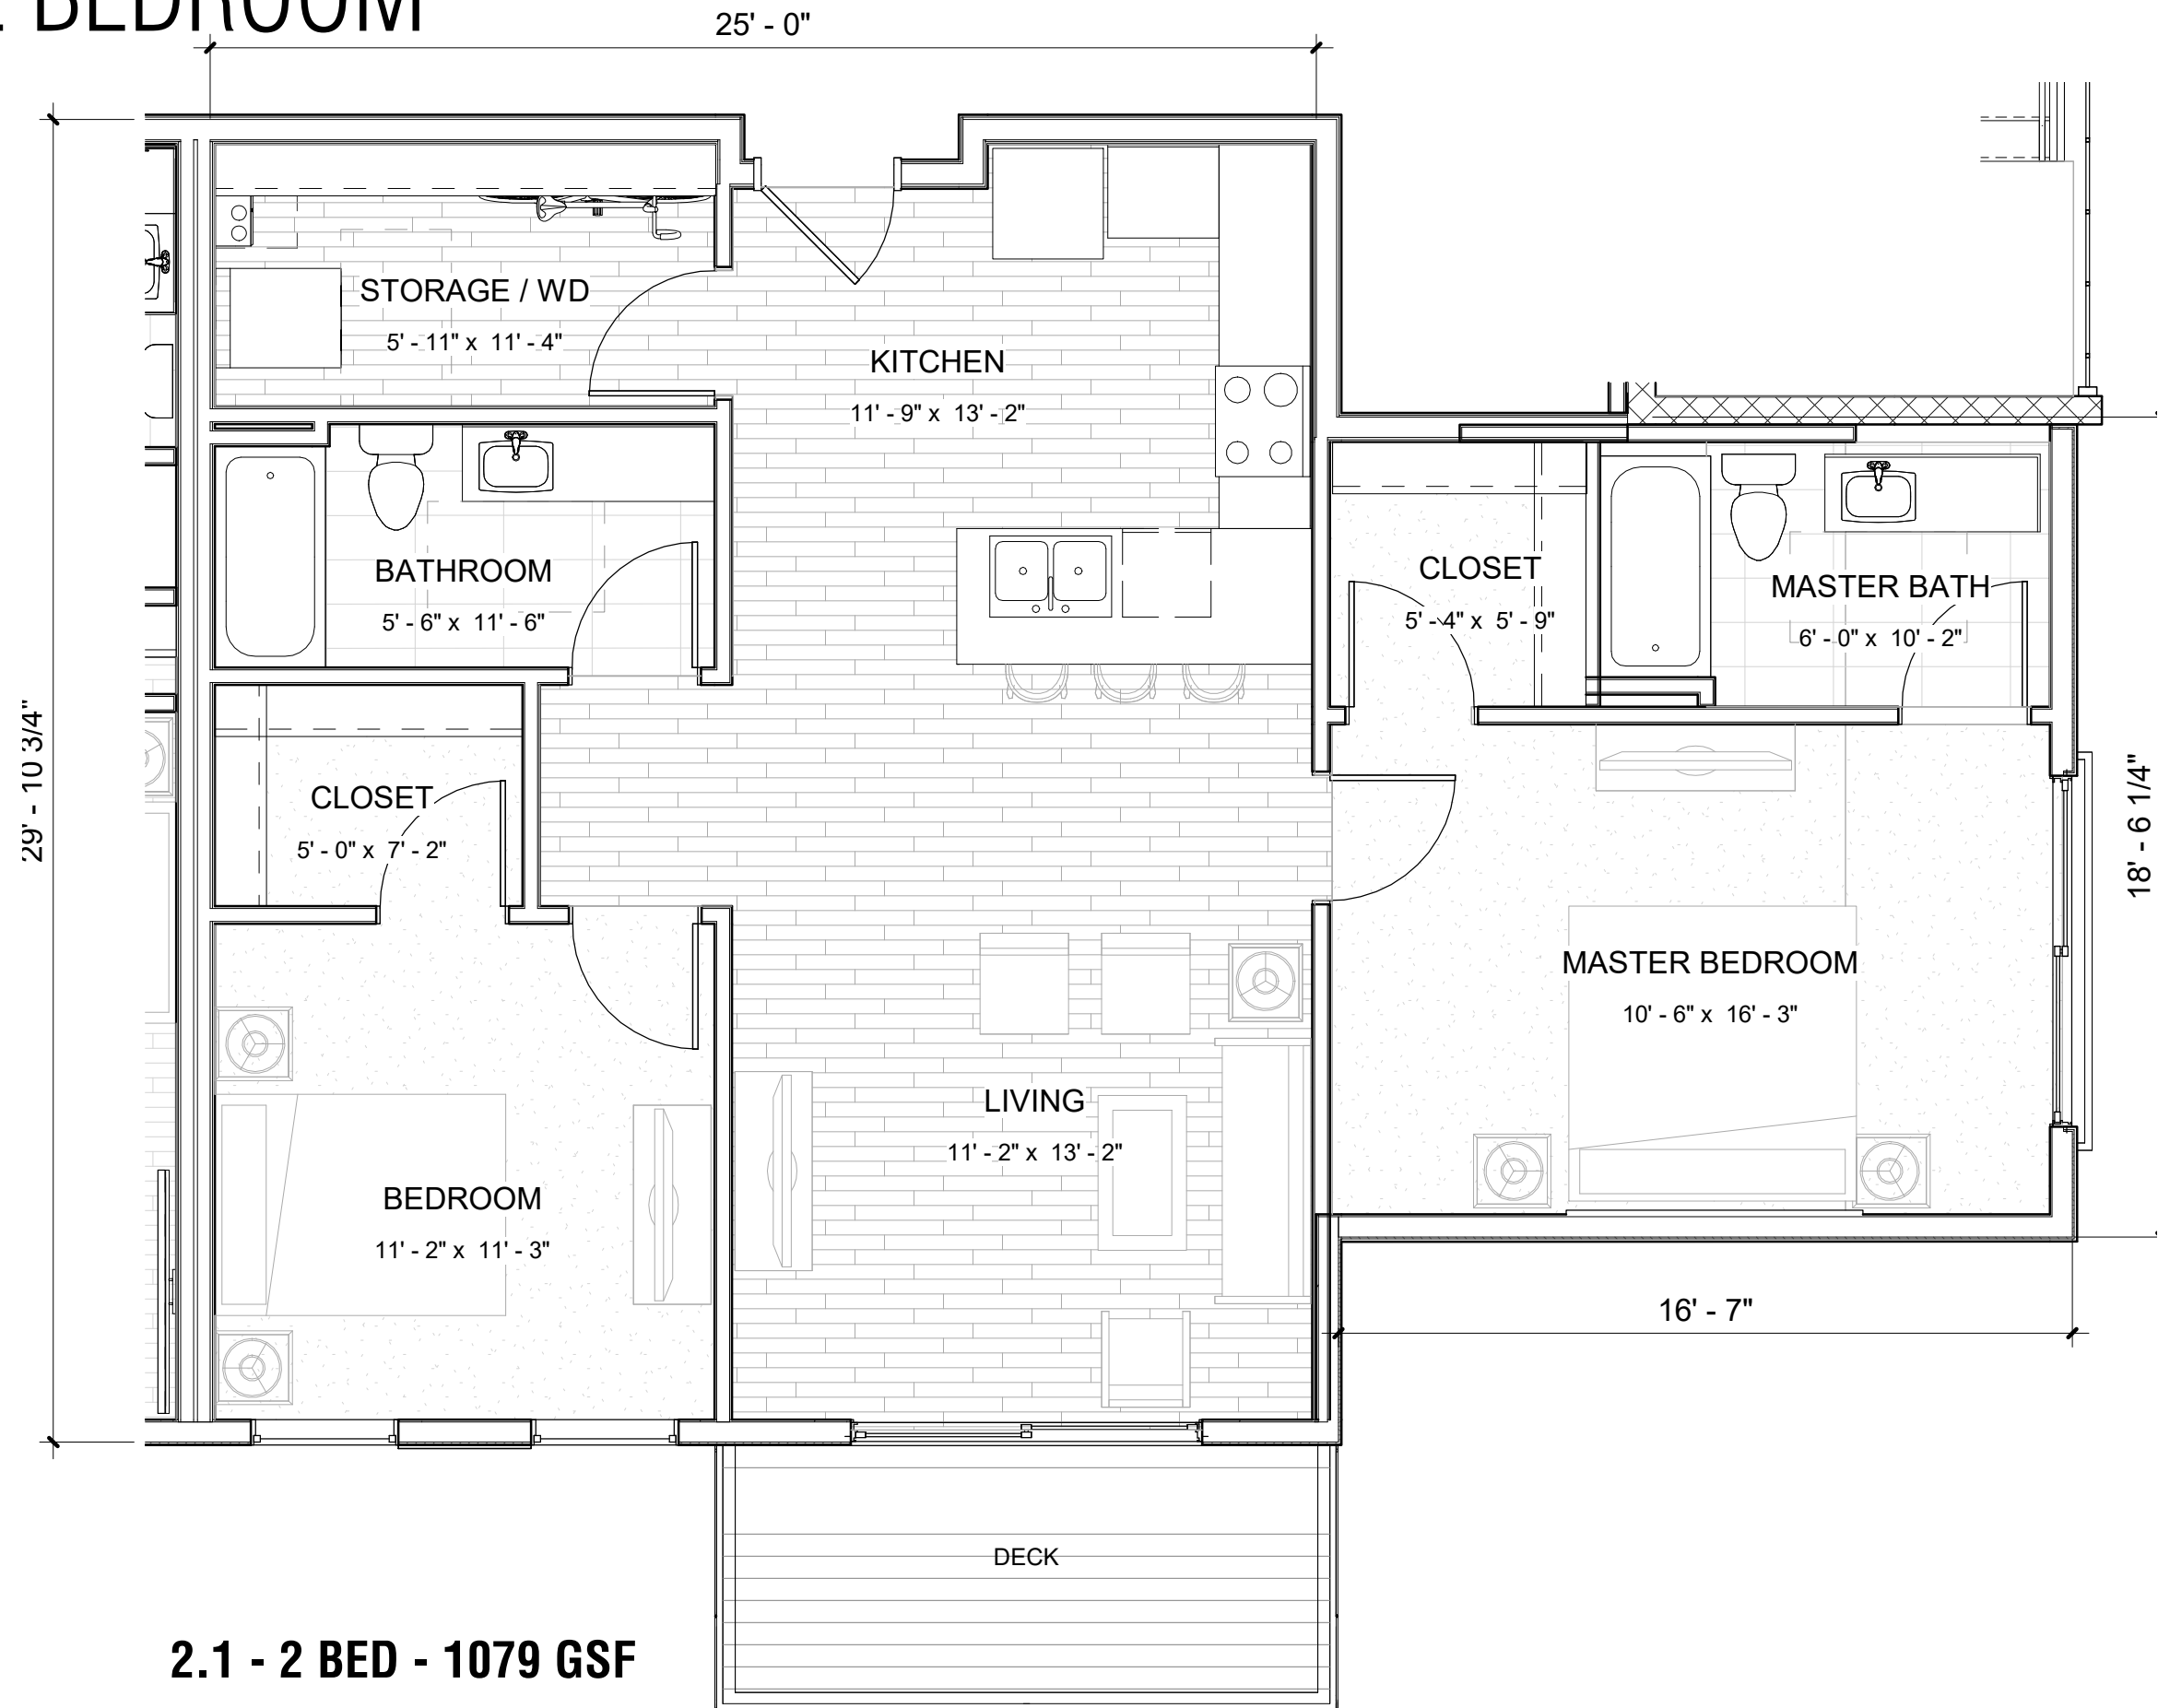 BEDROOM
25' - 0"
STORAGE / WD
5' - 11" x 11' - 4"
KITCHEN
11' - 9" x 13' - 2"
BATHROOM
5' - 6" x 11' - 6"
CLOSET
5' - 4" x 5' - 9"
MASTER BATH
6' - 0" x 10' - 2"
29' - 10 3/4"
CLOSET
5' - 0" x 7' - 2"
18' - 6 1/4"
MASTER BEDROOM
10' - 6" x 16' - 3"
LIVING
11' - 2" x 13' - 2"
BEDROOM
11' - 2" x 11' - 3"
16' - 7"
DECK
2.1 - 2 BED - 1079 GSF